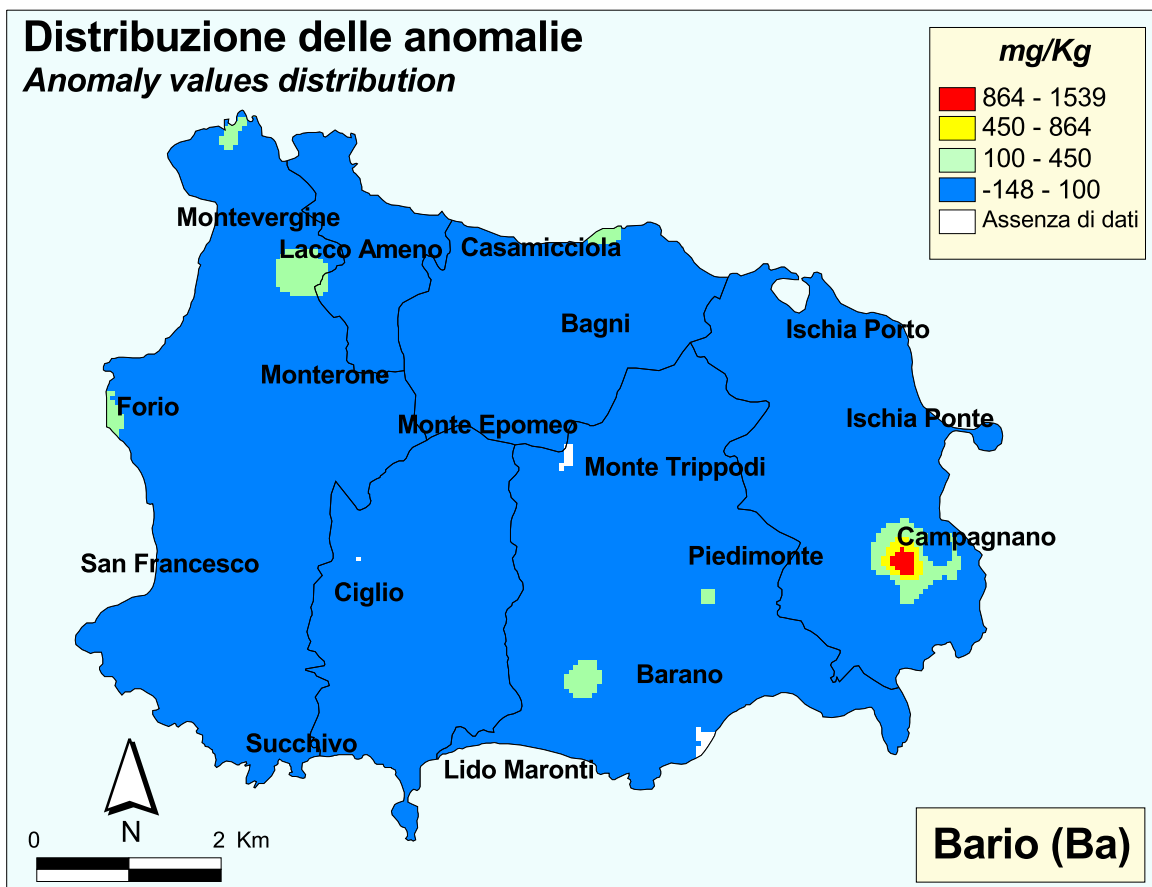 Distribuzione delle anomalie
Anomaly values distribution
mg/Kg
864 - 1539
450 - 864
100 - 450
-148 - 100
Assenza di dati
Montevergine
Lacco Ameno
Casamicciola
Bagni
Ischia Porto
Monterone
Forio
Monte Epomeo
Ischia Ponte
Monte Trippodi
Campagnano
San Francesco
Piedimonte
Ciglio
Barano
Succhivo
Lido Maronti
N
0 2 Km
Bario (Ba)